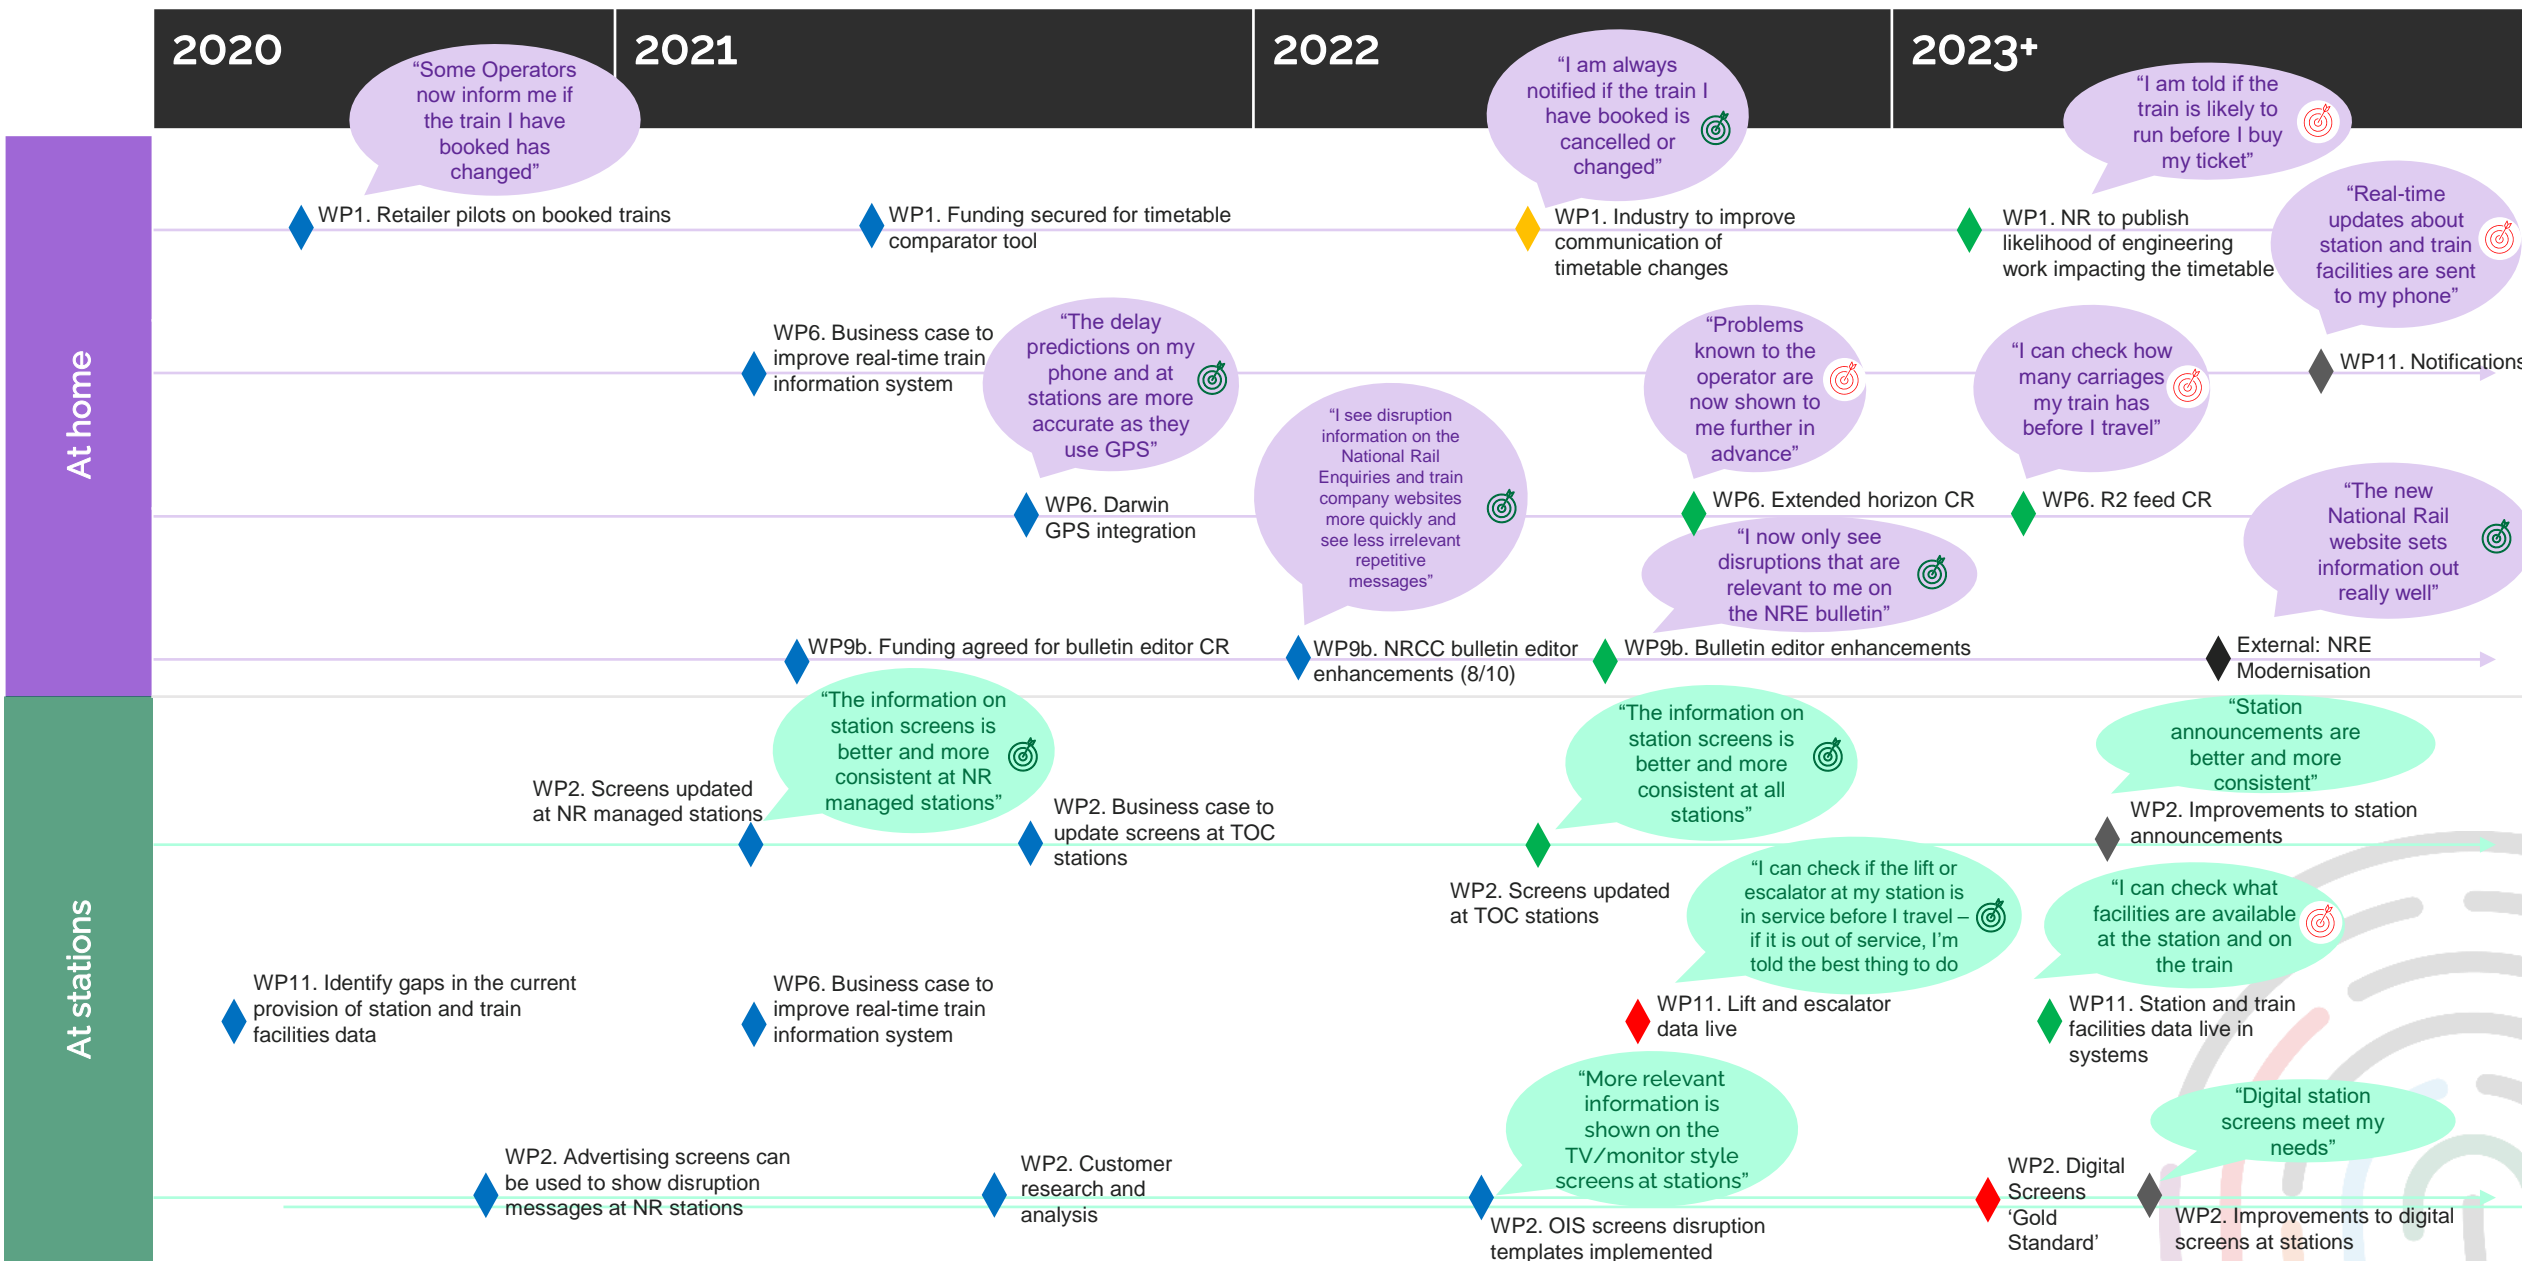 2020
2021
2022
2023+
“Some Operators
now inform me if
the train I have
booked has
changed”
“I am always
notified if the train I
have booked is
cancelled or
changed”
“I am told if the
train is likely to
run before I buy
my ticket”
At home
WP1. Retailer pilots on booked trains
WP1. Funding secured for timetable
comparator tool
WP1. Industry to improve
communication of
timetable changes
WP1. NR to publish
likelihood of engineering
work impacting the timetable
“Real-time
updates about
station and train
facilities are sent
to my phone”
WP6. Business case to
improve real-time train
information system
“The delay
predictions on my
phone and at
stations are more
accurate as they
use GPS”
“Problems
known to the
operator are
now shown to
me further in
advance”
“I can check how
many carriages
my train has
before I travel”
WP11. Notifications
“I see disruption
information on the
National Rail
Enquiries and train
company websites
more quickly and
see less irrelevant
repetitive
messages”
WP6. Darwin
GPS integration
WP6. Extended horizon CR
WP6. R2 feed CR
“I now only see
disruptions that are
relevant to me on
the NRE bulletin”
“The new
National Rail
website sets
information out
really well”
WP9b. Funding agreed for bulletin editor CR
WP9b. NRCC bulletin editor
enhancements (8/10)
WP9b. Bulletin editor enhancements
External: NRE
Modernisation
At stations
“The information on
station screens is
better and more
consistent at NR
managed stations”
“The information on
station screens is
better and more
consistent at all
stations”
“Station
announcements are
better and more
consistent”
WP2. Screens updated
at NR managed stations
WP2. Business case to
update screens at TOC
stations
WP2. Screens updated
at TOC stations
WP2. Improvements to station
announcements
“I can check if the lift or
escalator at my station is
in service before I travel –
if it is out of service, I’m
told the best thing to do
“I can check what
facilities are available
at the station and on
the train
WP11. Identify gaps in the current
provision of station and train
facilities data
WP6. Business case to
improve real-time train
information system
WP11. Lift and escalator
data live
WP11. Station and train
facilities data live in
systems
“More relevant
information is
shown on the
TV/monitor style
screens at stations”
“Digital station
screens meet my
needs”
WP2. Advertising screens can
be used to show disruption
messages at NR stations
WP2. Customer
research and
analysis
WP2. OIS screens disruption
templates implemented
WP2. Digital
Screens
‘Gold
Standard’
WP2. Improvements to digital
screens at stations